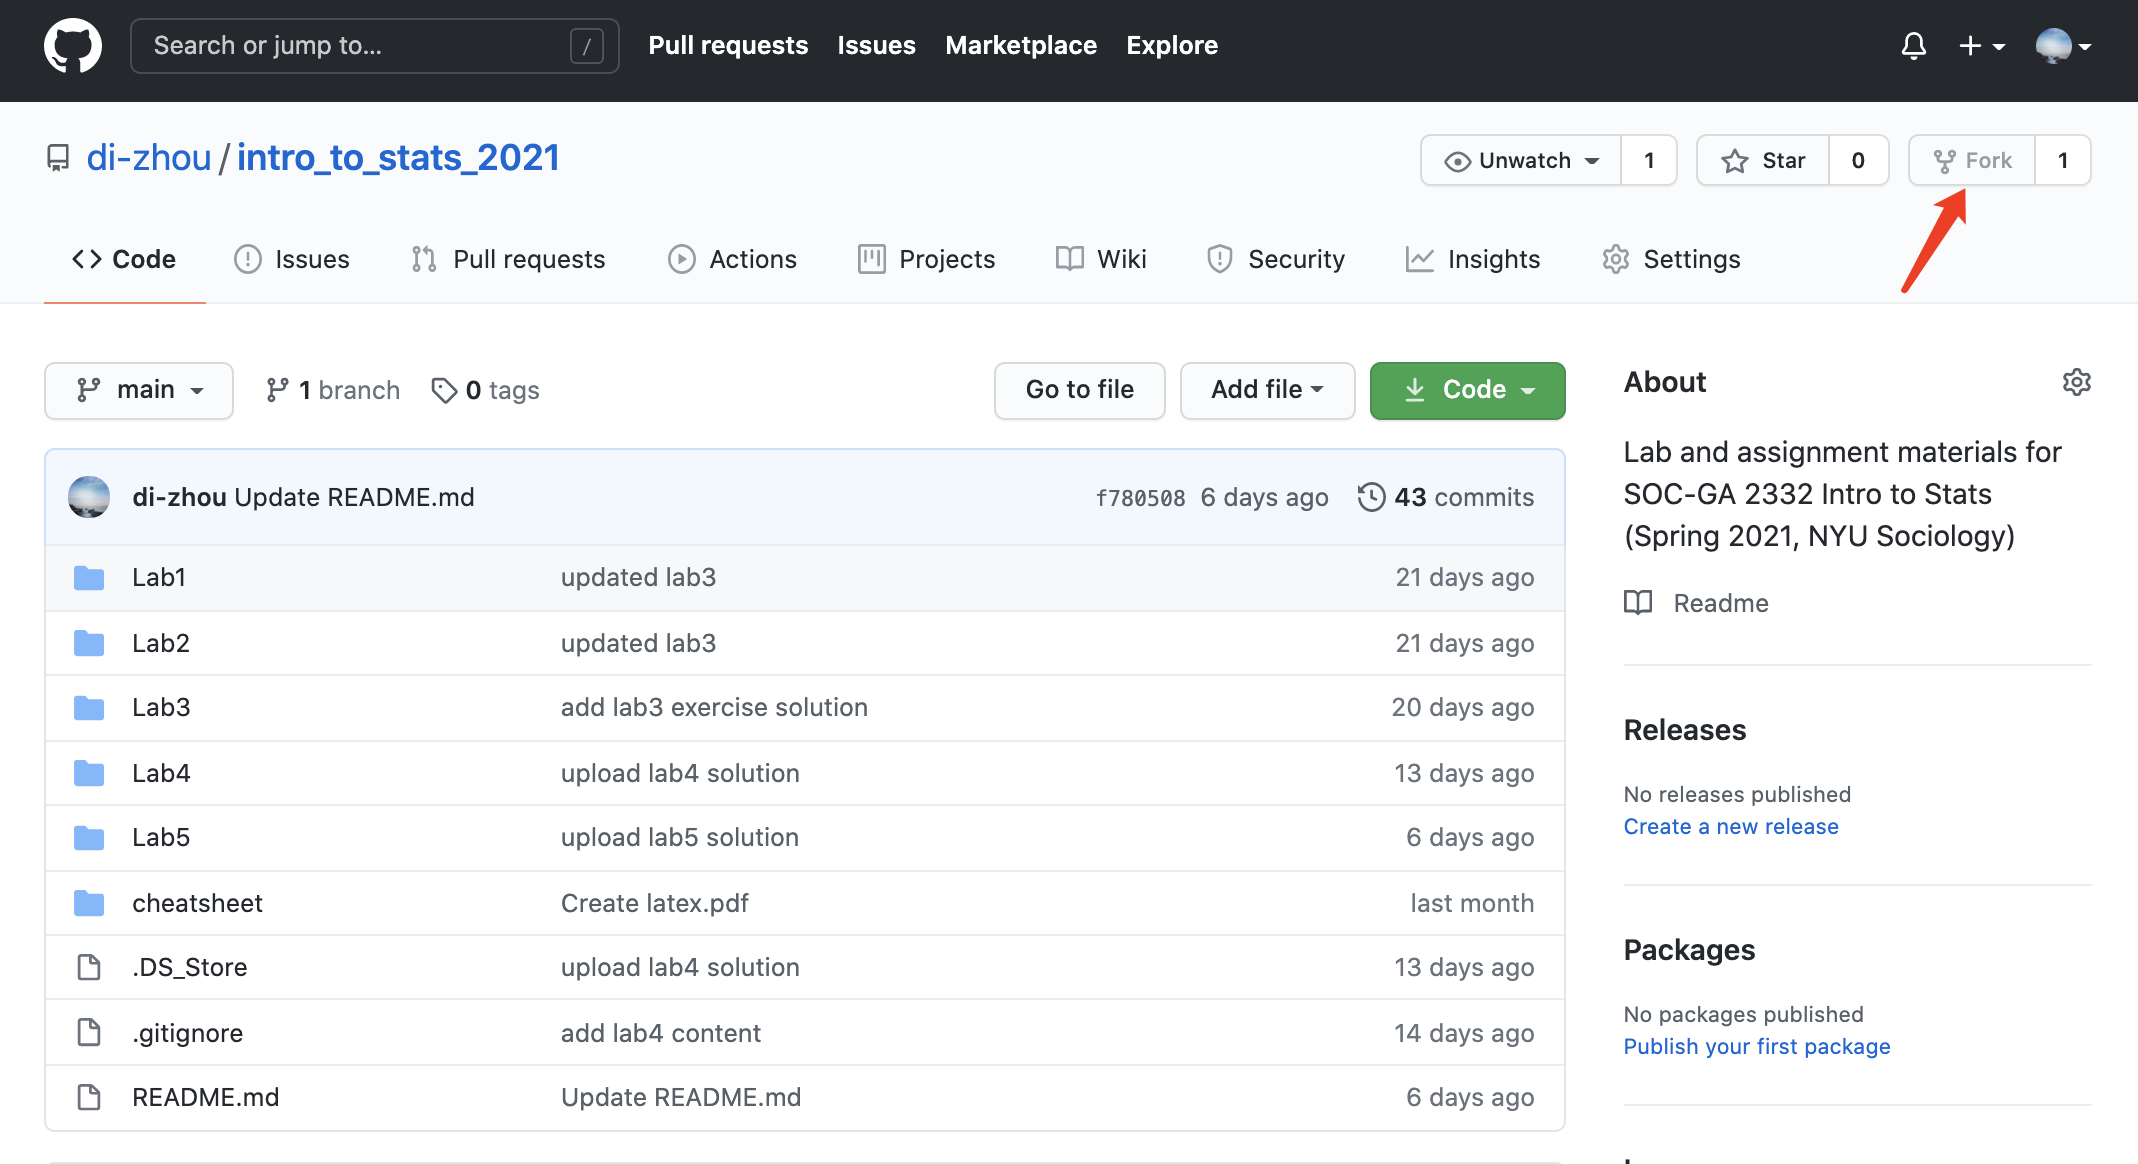 Search or jump to... / Pull requests Issues Marketplace Explore
di-zhou / intro_to_stats_2021 Unwatch 1 Star 0 Fork 1
Code Issues Pull requests Actions Projects Wiki Security Insights Settings
main 1 branch 0 tags Go to file Add file Code
di-zhou Update README.md f780508 6 days ago 43 commits
Lab1 updated lab3 21 days ago
Lab2 updated lab3 21 days ago
Lab3 add lab3 exercise solution 20 days ago
Lab4 upload lab4 solution 13 days ago
Lab5 upload lab5 solution 6 days ago
cheatsheet Create latex.pdf last month
.DS_Store upload lab4 solution 13 days ago
.gitignore add lab4 content 14 days ago
README.md Update README.md 6 days ago
About
Lab and assignment materials for
SOC-GA 2332 Intro to Stats
(Spring 2021, NYU Sociology)
Readme
Releases
No releases published
Create a new release
Packages
No packages published
Publish your first package